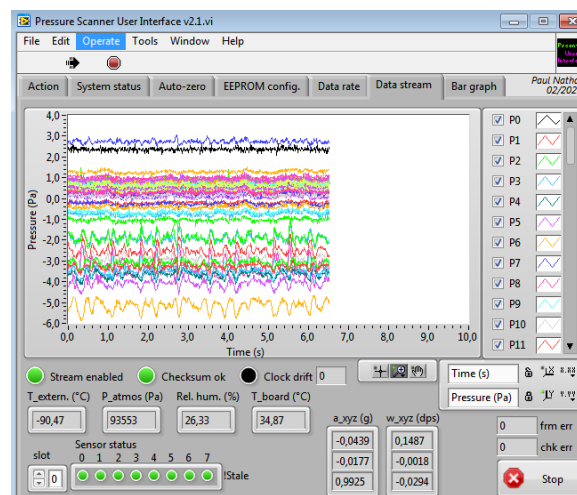 Pressure Scanner User Interface v2.1.vi
File Edit Operate Tools Window Help
Action System status Auto-zero EEPROM config. Data rate Data stream Bar graph
02/202
Pressure (Pa)
4,0
3,0
2,0
1,0
0,0
-1,0
-2,0
-3,0
-4,0
-5,0
-6,0
0,0 1,0 2,0 3,0 4,0 5,0 6,0 7,0 8,0 9,0 10,0
Time (s)
P0
P1
P2
P3
P4
P5
P6
P7
P8
P9
P10
P11
Stream enabled Checksum ok Clock drift 0
Time (s)
Pressure (Pa)
T_extern. (°C) P_atmos (Pa) Rel. hum. (%) T_board (°C)
-90,47 93553 26,33 34,87
a_xyz (g) w_xyz (dps)
-0,0439 0,1487
-0,0177 -0,0018
0,9925 -0,0294
slot
0
Sensor status
0 1 2 3 4 5 6 7
!Stale
0 frm err
0 chk err
Stop